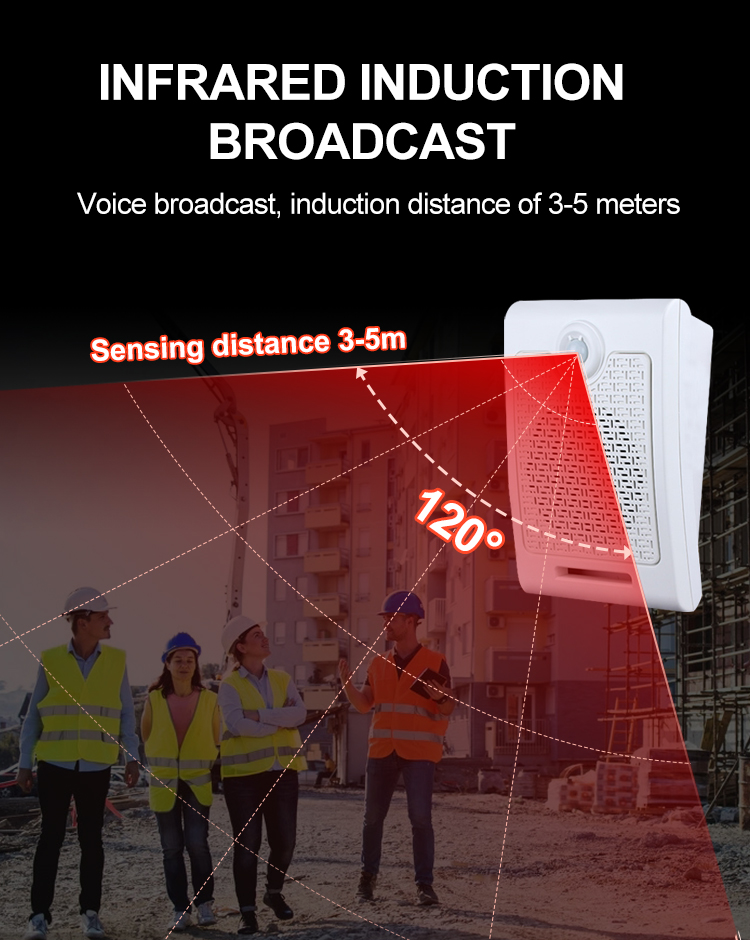 INFRARED INDUCTION
BROADCAST
Voice broadcast, induction distance of 3-5 meters
Sensing distance 3-5m
120°